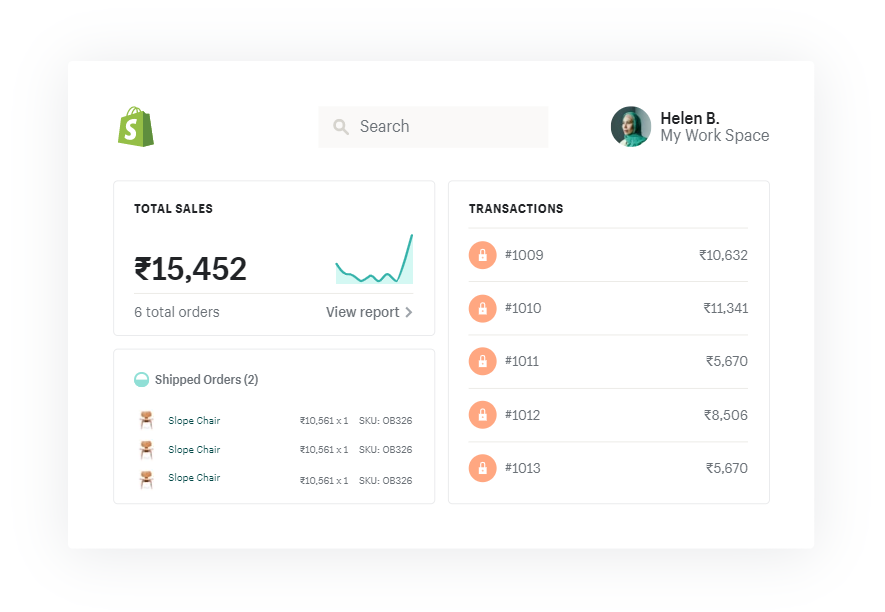 S
Search
Helen B.
My Work Space
TOTAL SALES
₹15,452
6 total orders
View report
Shipped Orders (2)
Slope Chair ₹10,561 x 1 SKU: OB326
Slope Chair ₹10,561 x 1 SKU: OB326
Slope Chair ₹10,561 x 1 SKU: OB326
TRANSACTIONS
#1009 ₹10,632
#1010 ₹11,341
#1011 ₹5,670
#1012 ₹8,506
#1013 ₹5,670